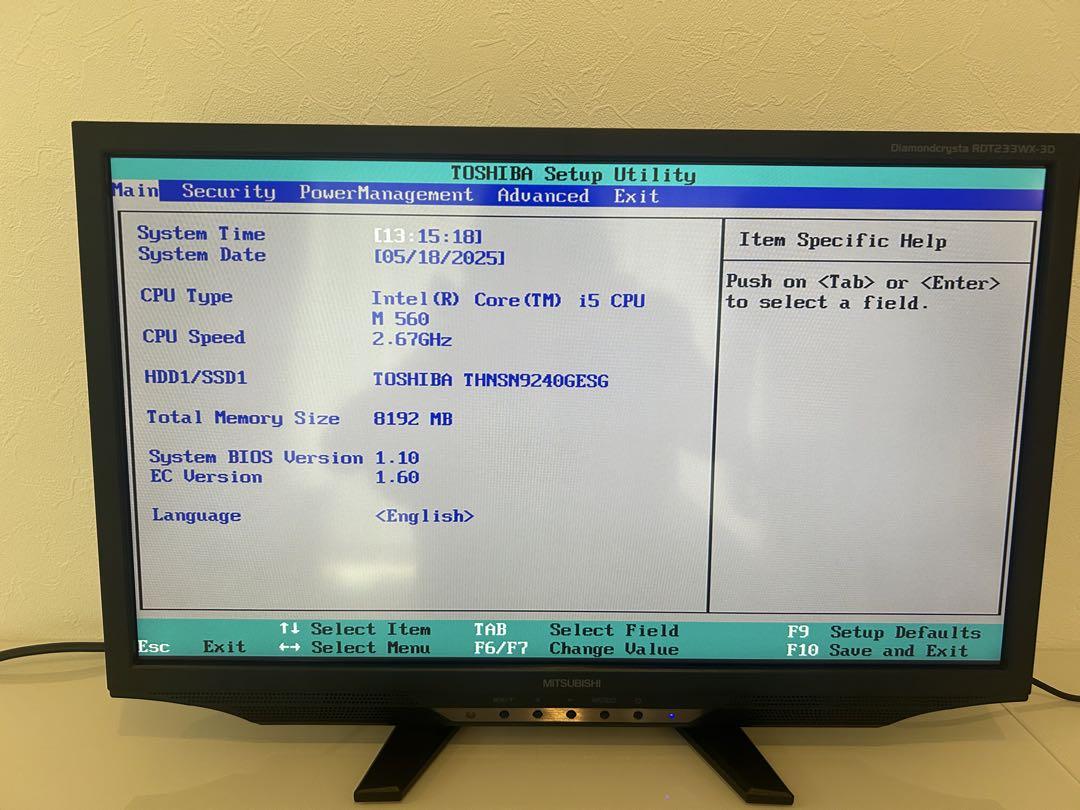 Diamondcrysta RDT233WX-3D
TOSHIBA Setup Utility
Main Security PowerManagement Advanced Exit
System Time [13:15:18]
System Date [05/18/2025]
CPU Type Intel(R) Core(TM) i5 CPU
M 560
CPU Speed 2.67GHz
HDD1/SSD1 TOSHIBA THNSN9240GESG
Total Memory Size 8192 MB
System BIOS Version 1.10
EC Version 1.60
Language <English>
Item Specific Help
Push on <Tab> or <Enter>
to select a field.
↑↓ Select Item TAB Select Field F9 Setup Defaults
Esc Exit ←→ Select Menu F6/F7 Change Value F10 Save and Exit
MITSUBISHI